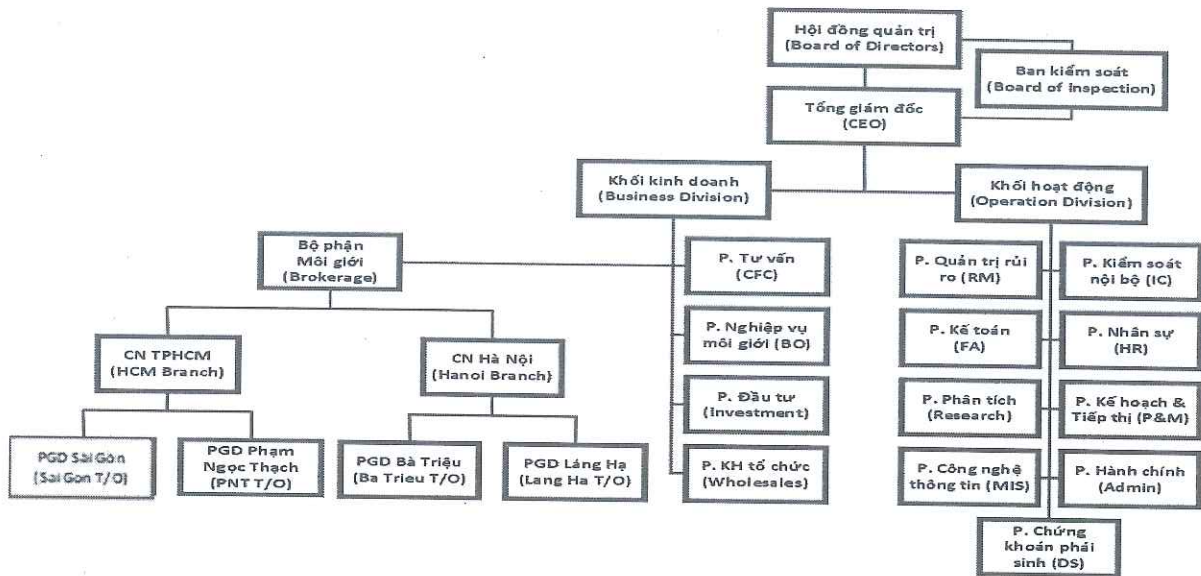 Hội đồng quản trị
(Board of Directors)
Ban kiểm soát
(Board of Inspection)
Tổng giám đốc
(CEO)
Khối kinh doanh
(Business Division)
Khối hoạt động
(Operation Division)
Bộ phận
Môi giới
(Brokerage)
P. Tư vấn
(CFC)
P. Quản trị rủi
ro (RM)
P. Kiểm soát
nội bộ (IC)
CN TPHCM
(HCM Branch)
CN Hà Nội
(Hanoi Branch)
P. Nghiệp vụ
môi giới (BO)
P. Kế toán
(FA)
P. Nhân sự
(HR)
P. Đầu tư
(Investment)
P. Phân tích
(Research)
P. Kế hoạch &
Tiếp thị (P&M)
PGD Sài Gòn
(Sai Gon T/O)
PGD Phạm
Ngọc Thạch
(PNT T/O)
PGD Bà Triệu
(Ba Trieu T/O)
PGD Láng Hạ
(Lang Ha T/O)
P. KH tổ chức
(Wholesales)
P. Công nghệ
thông tin (MIS)
P. Hành chính
(Admin)
P. Chứng
khoán phái
sinh (DS)